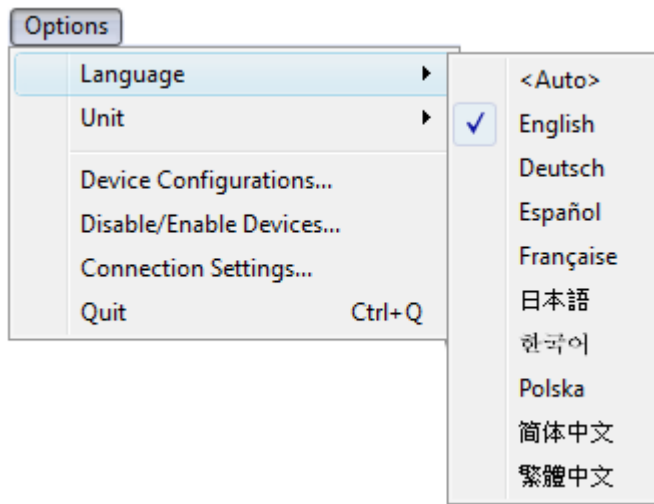 Options
Language
Unit
Device Configurations...
Disable/Enable Devices...
Connection Settings...
Quit Ctrl+Q
<Auto>
English
Deutsch
Español
Française
日本語
한국어
Polska
简体中文
繁體中文